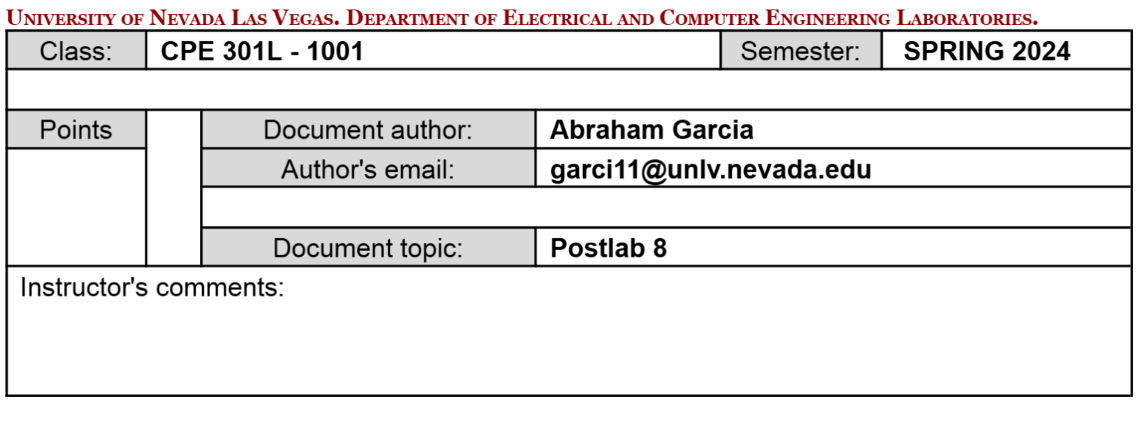 UNIVERSITY OF NEVADA LAS VEGAS. DEPARTMENT OF ELECTRICAL AND COMPUTER ENGINEERING LABORATORIES.
Class: CPE 301L - 1001 Semester: SPRING 2024
Points Document author: Abraham Garcia
Author's email: garci11@unlv.nevada.edu
Document topic: Postlab 8
Instructor's comments: